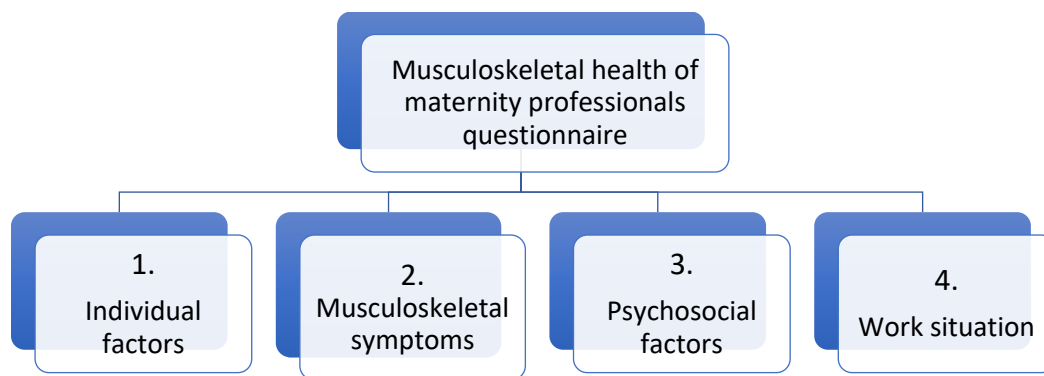 Musculoskeletal health of
maternity professionals
questionnaire
1.
Individual
factors
2.
Musculoskeletal
symptoms
3.
Psychosocial
factors
4.
Work situation